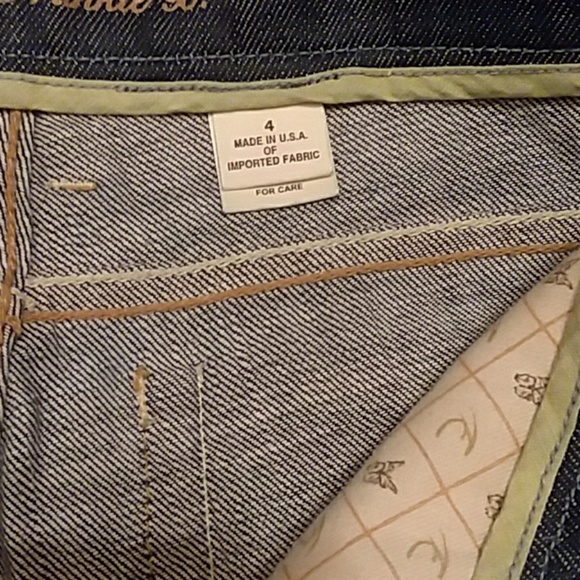 4
MADE IN U.S.A.
OF
IMPORTED FABRIC
FOR CARE